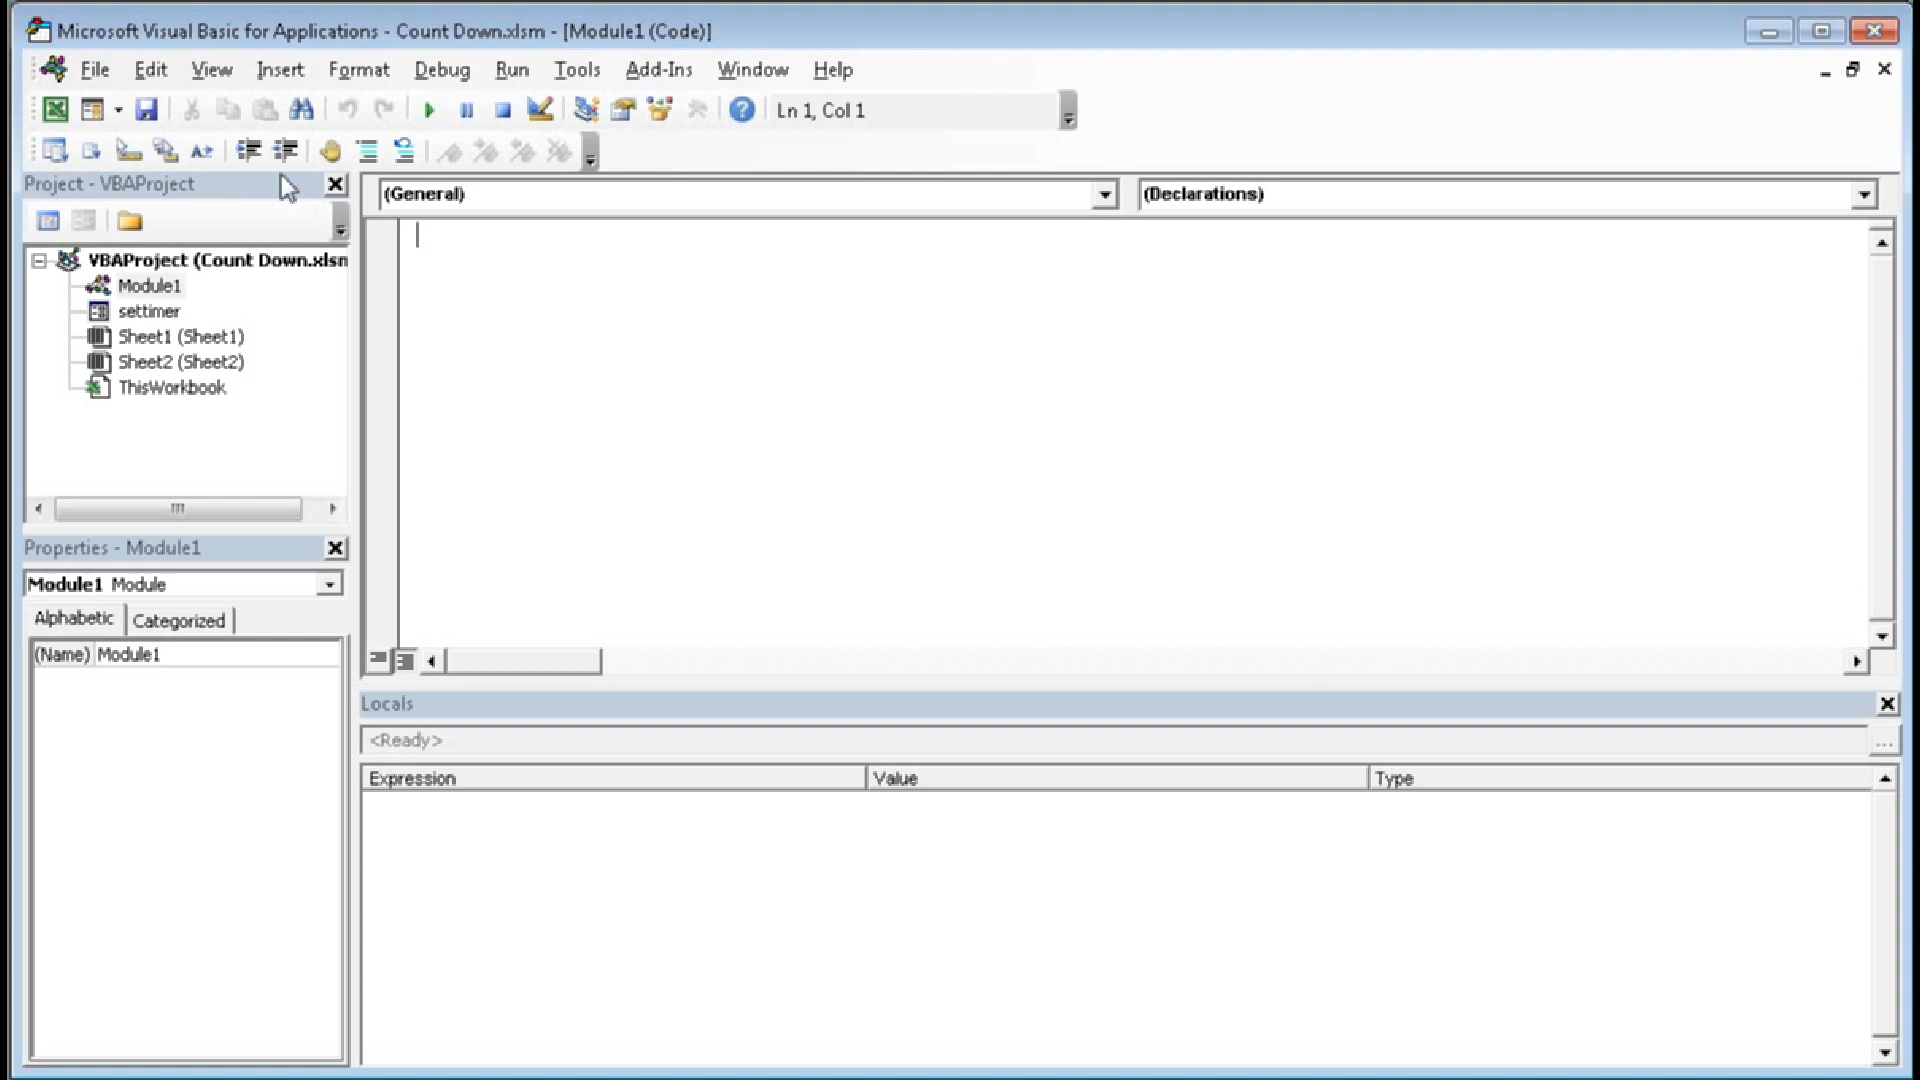 Microsoft Visual Basic for Applications - Count Down.xlsm - [Module1 (Code)]
File Edit View Insert Format Debug Run Tools Add-Ins Window Help
Ln 1, Col 1
Project - VBAProject
(General)
(Declarations)
VBAProject (Count Down.xlsm
Module1
settimer
Sheet1 (Sheet1)
Sheet2 (Sheet2)
ThisWorkbook
Properties - Module1
Module1 Module
Alphabetic Categorized
(Name) Module1
Locals
<Ready>
Expression Value Type